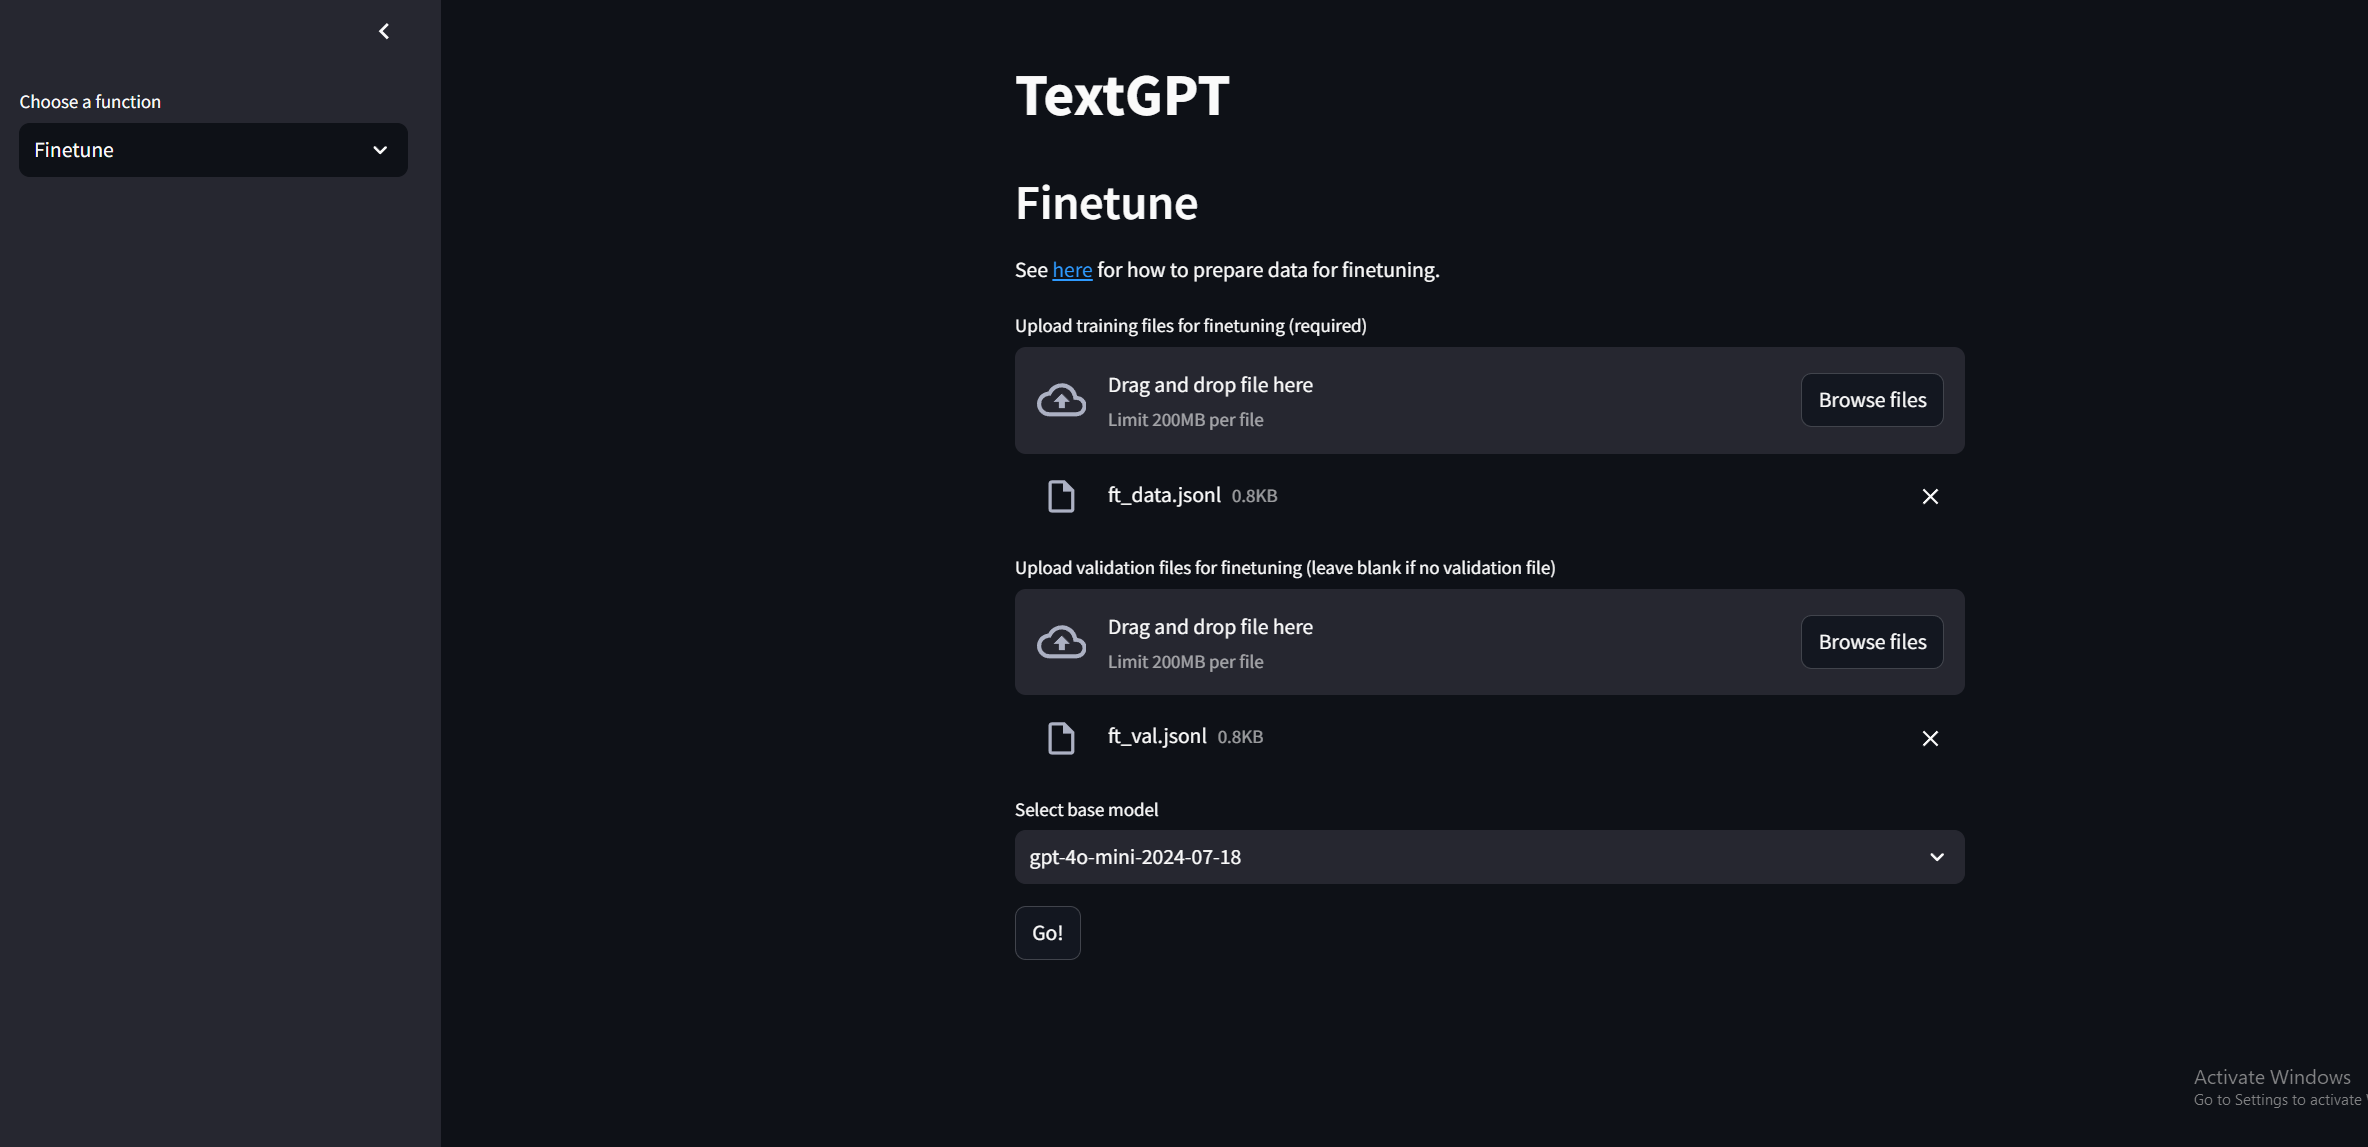 Choose a function
Finetune
TextGPT
Finetune
See here for how to prepare data for finetuning.
Upload training files for finetuning (required)
Drag and drop file here
Limit 200MB per file
Browse files
ft_data.jsonl 0.8KB
Upload validation files for finetuning (leave blank if no validation file)
Drag and drop file here
Limit 200MB per file
Browse files
ft_val.jsonl 0.8KB
Select base model
gpt-4o-mini-2024-07-18
Go!
Activate Windows
Go to Settings to activate